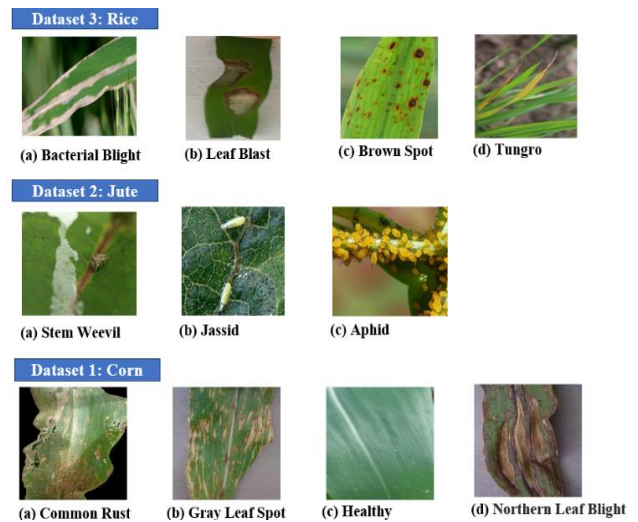 Dataset 3: Rice
(a) Bacterial Blight
(b) Leaf Blast
(c) Brown Spot
(d) Tungro
Dataset 2: Jute
(a) Stem Weevil
(b) Jassid
(c) Aphid
Dataset 1: Corn
(a) Common Rust
(b) Gray Leaf Spot
(c) Healthy
(d) Northern Leaf Blight